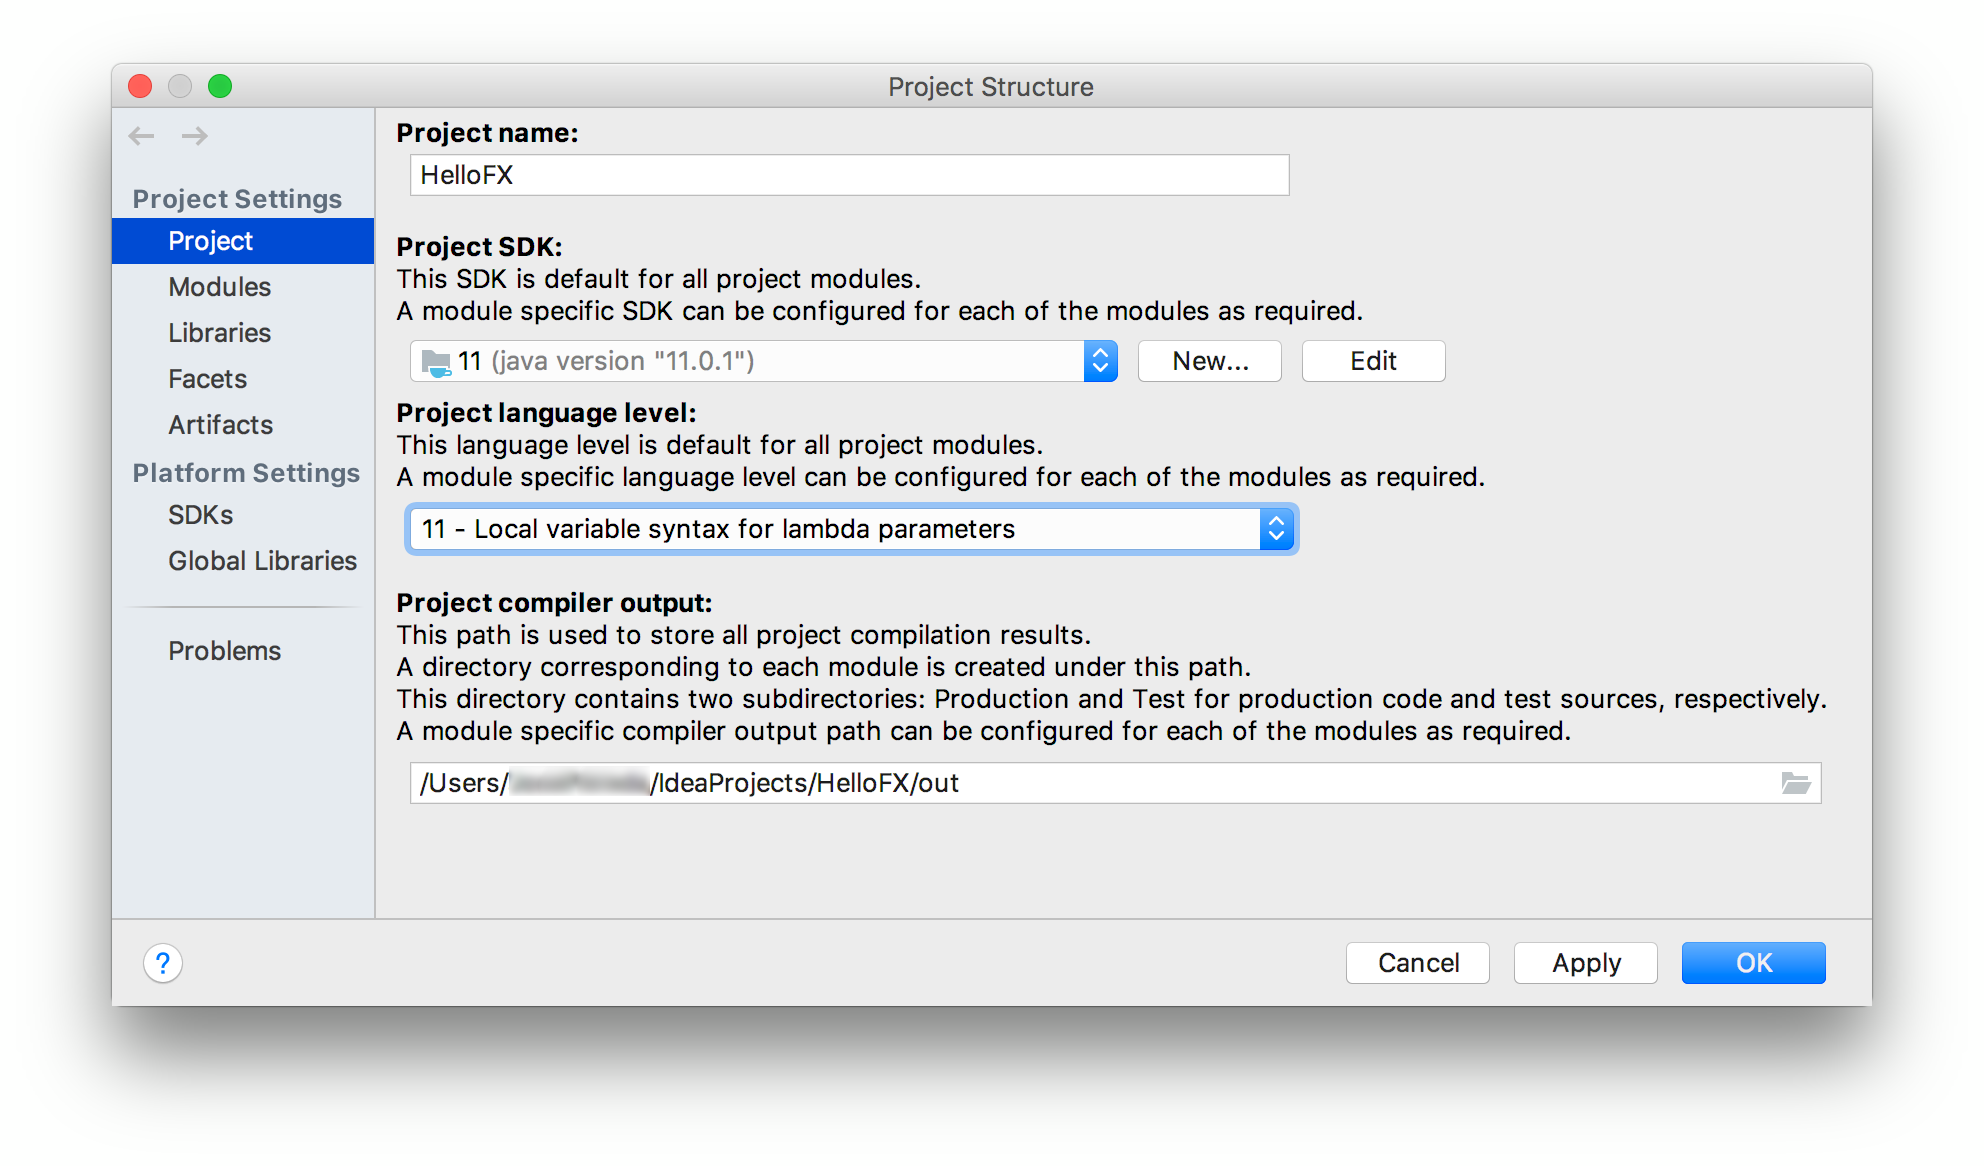 Project Structure
Project Settings
Project
Modules
Libraries
Facets
Artifacts
Platform Settings
SDKs
Global Libraries
Problems
Project name:
HelloFX
Project SDK:
This SDK is default for all project modules.
A module specific SDK can be configured for each of the modules as required.
11 (java version "11.0.1")
New...
Edit
Project language level:
This language level is default for all project modules.
A module specific language level can be configured for each of the modules as required.
11 - Local variable syntax for lambda parameters
Project compiler output:
This path is used to store all project compilation results.
A directory corresponding to each module is created under this path.
This directory contains two subdirectories: Production and Test for production code and test sources, respectively.
A module specific compiler output path can be configured for each of the modules as required.
/Users/ /IdeaProjects/HelloFX/out
?
Cancel
Apply
OK